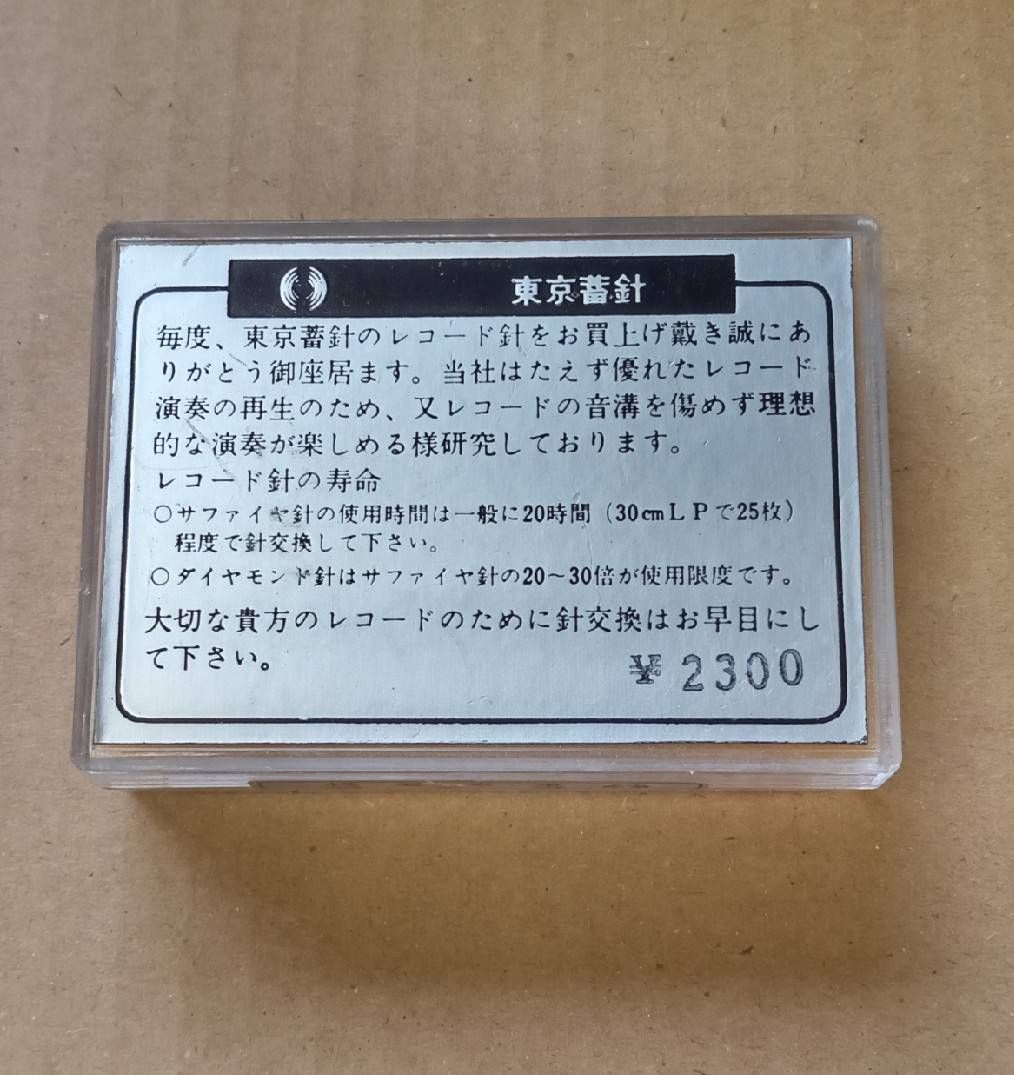 東京蓄針
毎度、東京蓄針のレコード針をお買上げ戴き誠にあ
りがとう御座居ます。当社はたえず優れたレコード
演奏の再生のため、又レコードの音溝を傷めず理想
的な演奏が楽しめる様研究しております。
レコード針の寿命
○サファイヤ針の使用時間は一般に20時間（30cmＬＰで25枚）
程度で針交換して下さい。
○ダイヤモンド針はサファイヤ針の20〜30倍が使用限度です。
大切な貴方のレコードのために針交換はお早目にし
て下さい。
¥2300